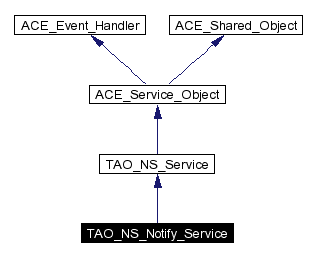 ACE_Event_Handler
ACE_Shared_Object
ACE_Service_Object
TAO_NS_Service
TAO_NS_Notify_Service